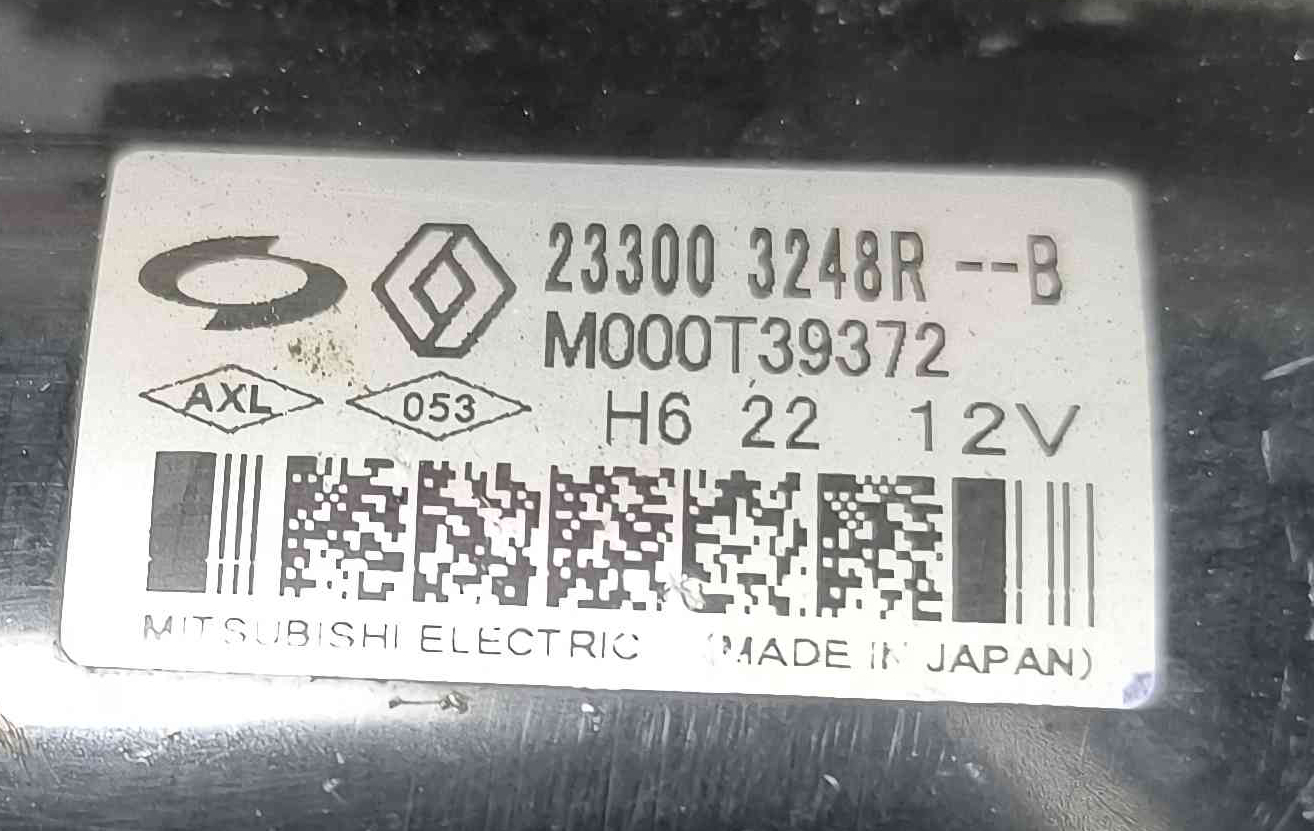 23300 3248R --B
M000T39372
AXL 053 H6 22 12V
MITSUBISHI ELECTRIC (MADE IN JAPAN)